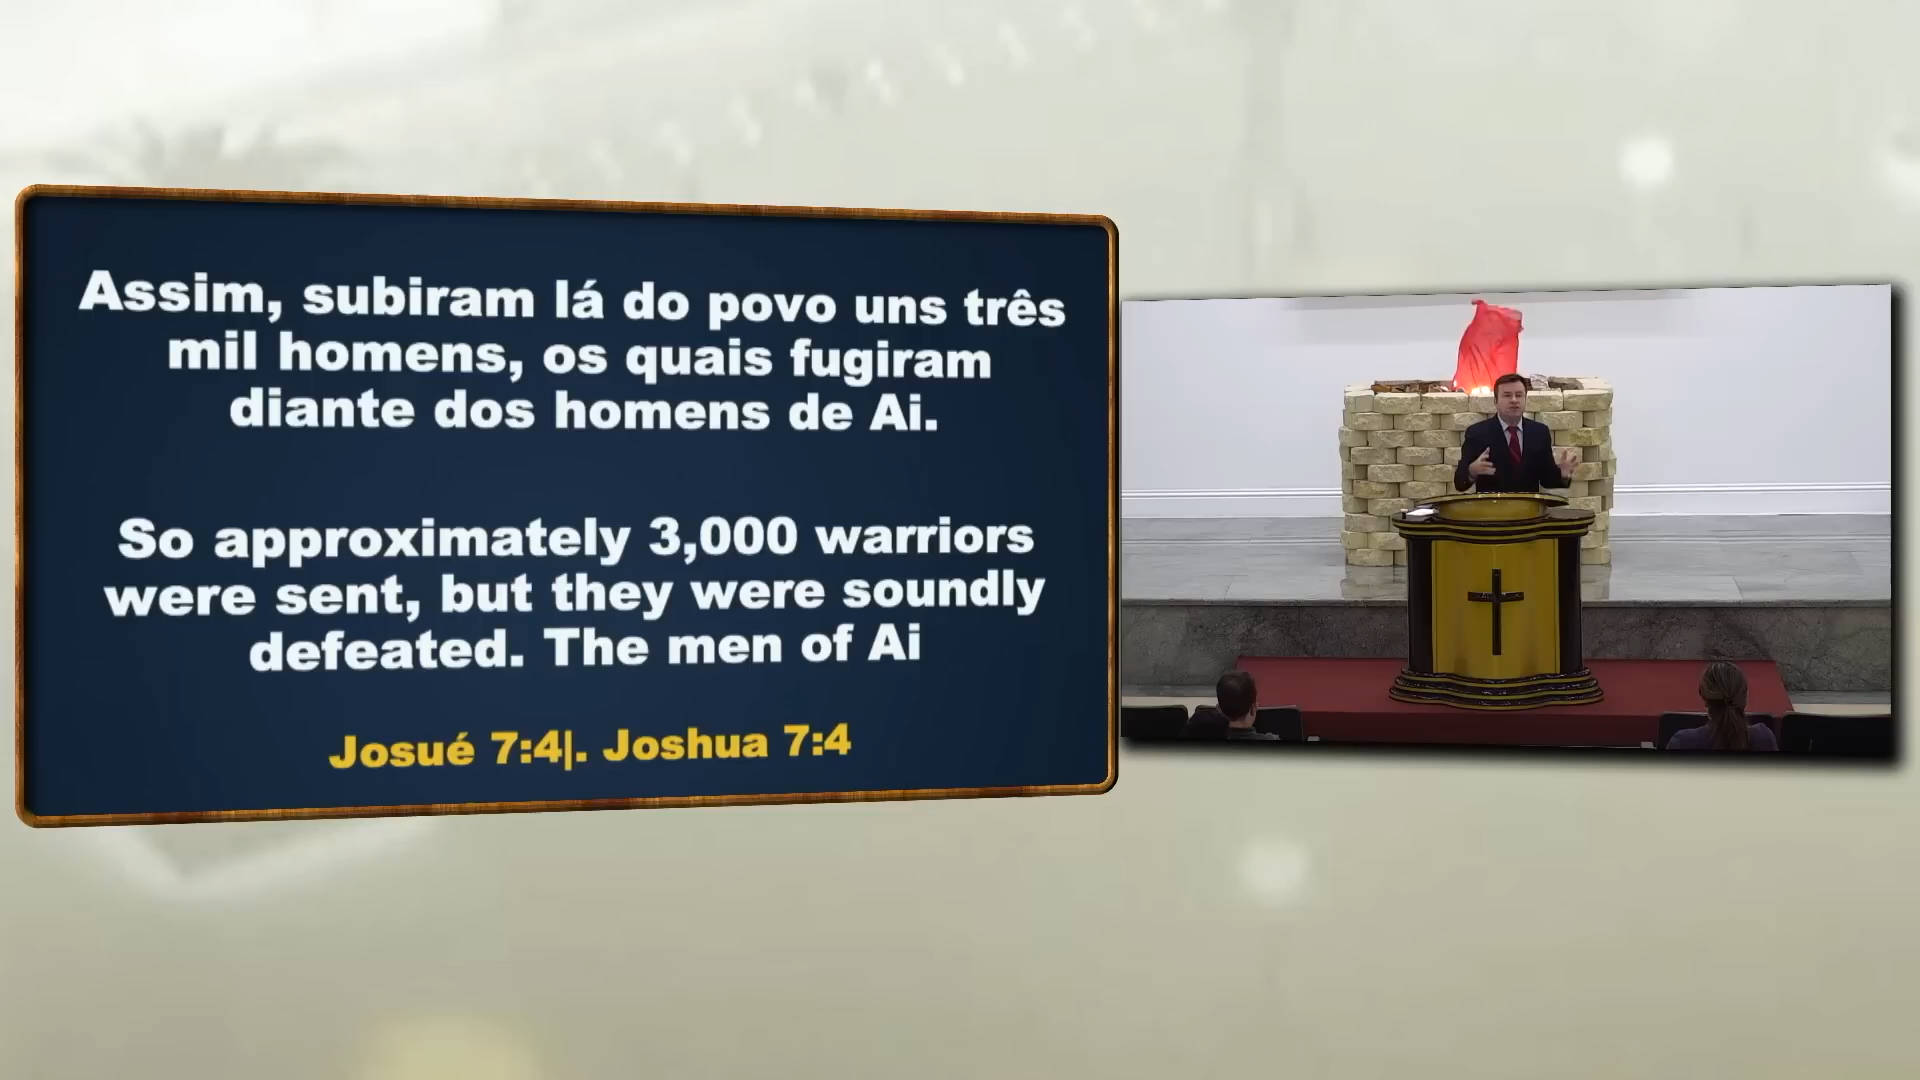 Assim, subiram lá do povo uns três
mil homens, os quais fugiram
diante dos homens de Ai.
So approximately 3,000 warriors
were sent, but they were soundly
defeated. The men of Ai
Josué 7:4|. Joshua 7:4